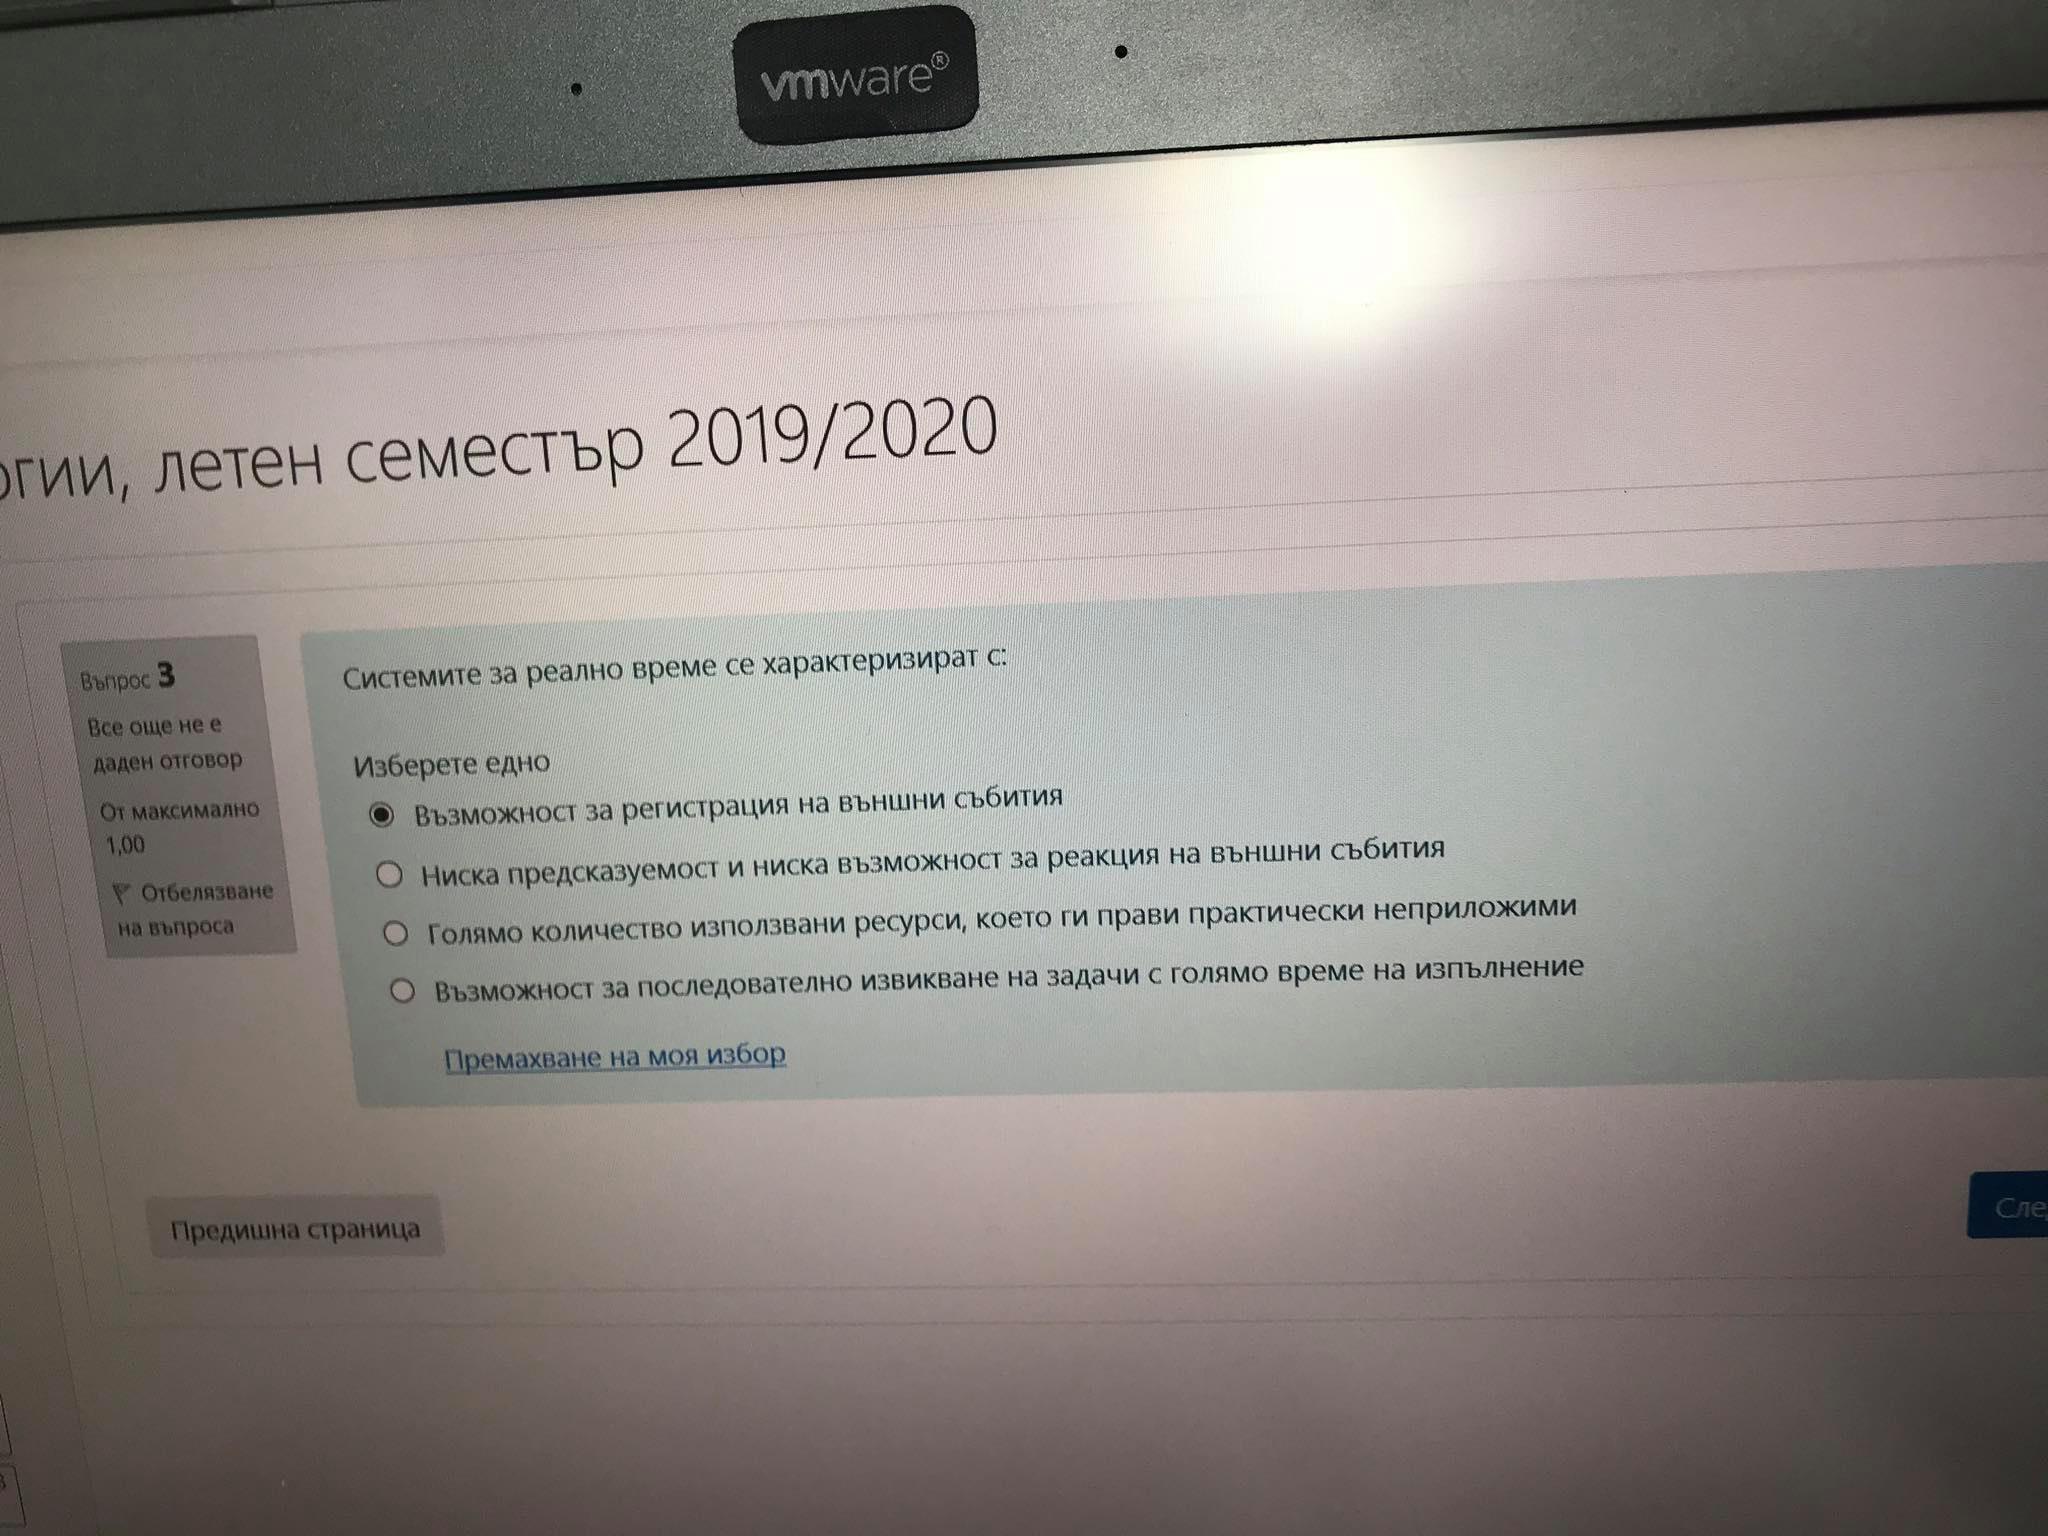 vmware®
огии, летен семестър 2019/2020
Въпрос 3
Все още не е
даден отговор
От максимално
1,00
Отбелязване
на въпроса
Системите за реално време се характеризират с:
Изберете едно
Възможност за регистрация на външни събития
Ниска предсказуемост и ниска възможност за реакция на външни събития
Голямо количество използвани ресурси, което ги прави практически неприложими
Възможност за последователно извикване на задачи с голямо време на изпълнение
Премахване на моя избор
Предишна страница
След